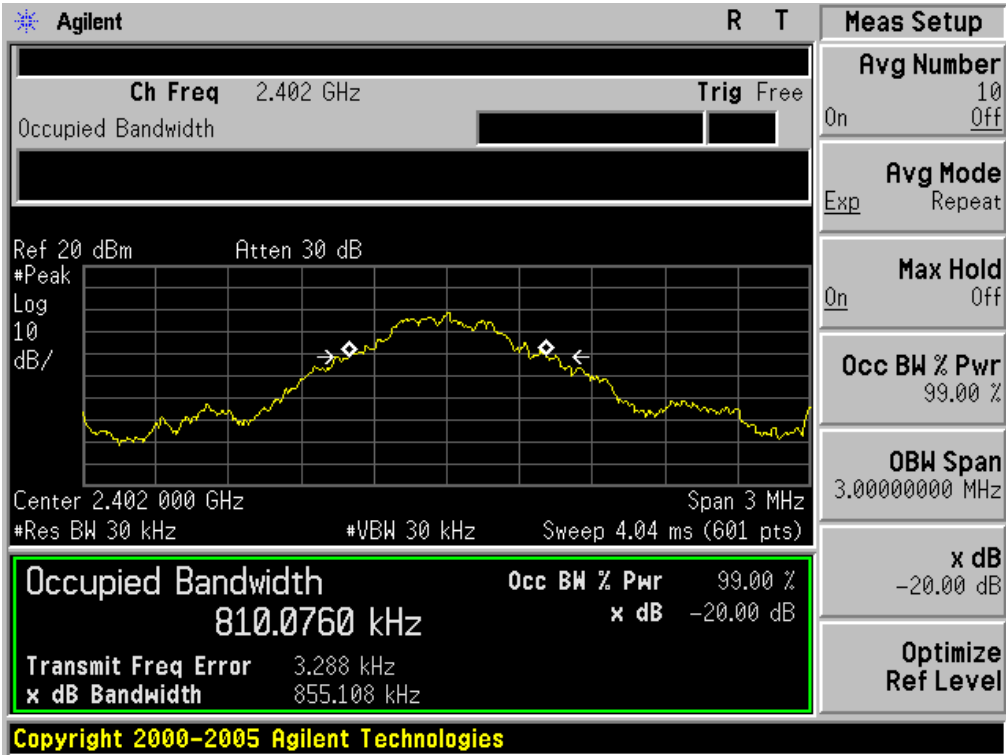 Agilent R T
Ch Freq 2.402 GHz Trig Free
Occupied Bandwidth
Ref 20 dBm Atten 30 dB
#Peak
Log
10
dB/
Center 2.402 000 GHz Span 3 MHz
#Res BW 30 kHz #VBW 30 kHz Sweep 4.04 ms (601 pts)
Occupied Bandwidth Occ BW % Pwr 99.00 %
810.0760 kHz x dB -20.00 dB
Transmit Freq Error 3.288 kHz
x dB Bandwidth 855.108 kHz
Copyright 2000-2005 Agilent Technologies
Meas Setup
Avg Number
10
On Off
Avg Mode
Exp Repeat
Max Hold
On Off
Occ BW % Pwr
99.00 %
OBW Span
3.00000000 MHz
x dB
-20.00 dB
Optimize
Ref Level